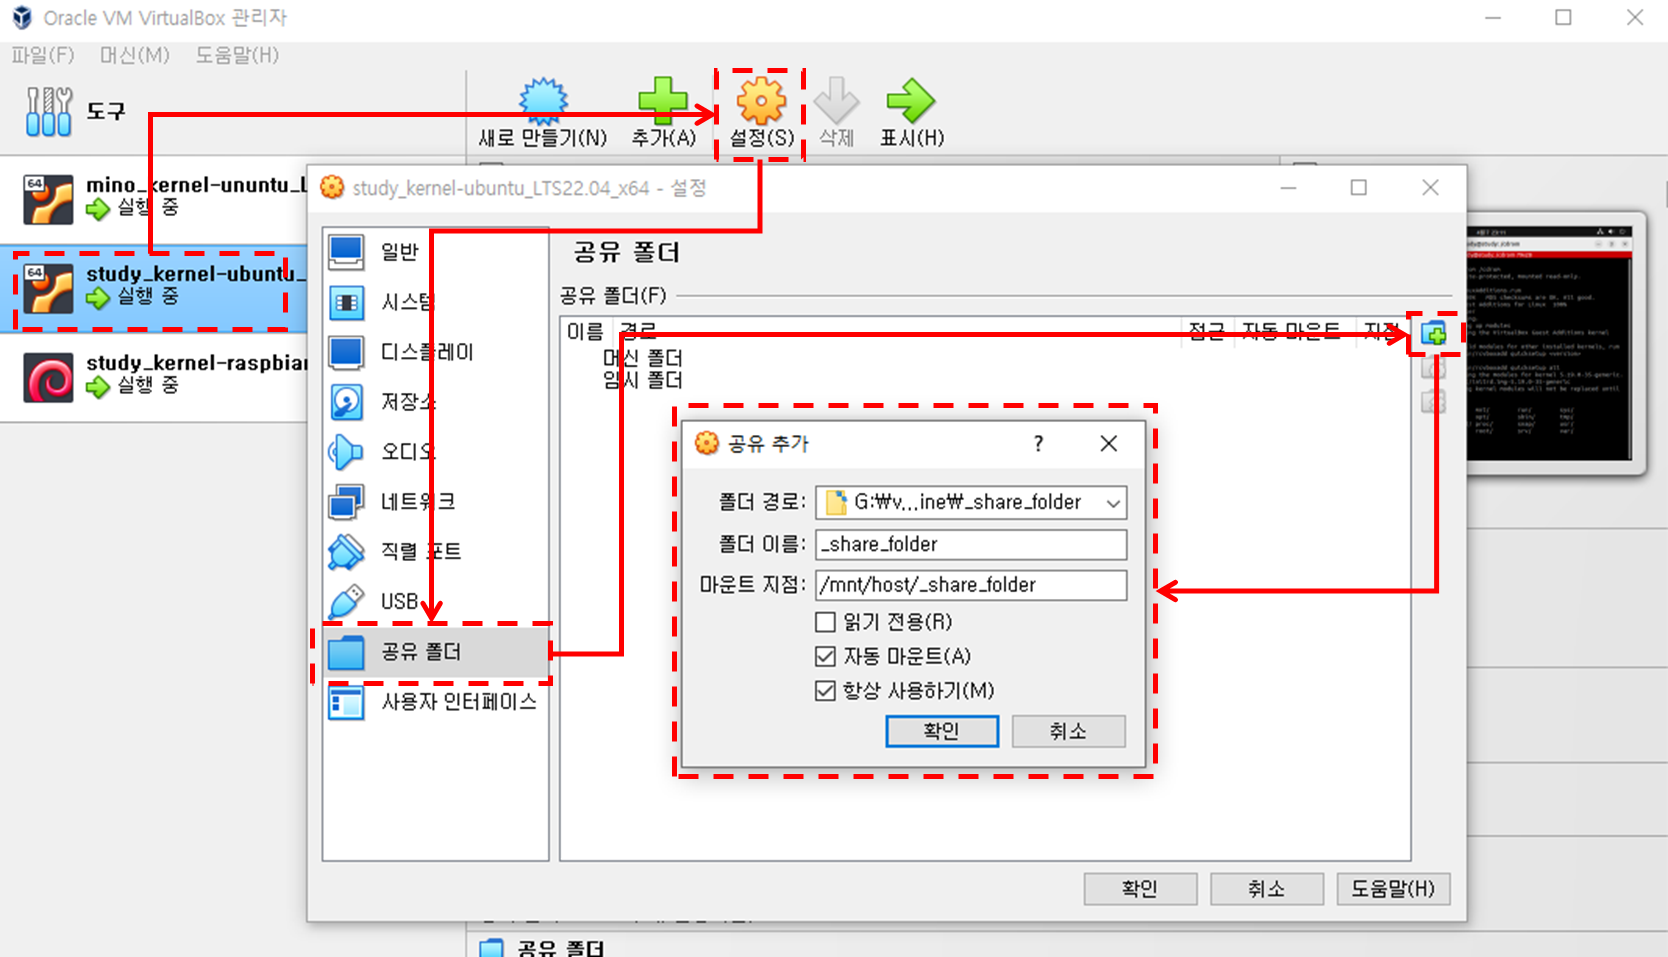 Oracle VM VirtualBox 관리자
파일(F) 머신(M) 도움말(H)
도구
새로 만들기(N) 추가(A) 설정(S) 삭제 표시(H)
64
mino_kernel-ununtu_L
실행 중
64
study_kernel-ubuntu_
실행 중
study_kernel-raspbian
실행 중
study_kernel-ubuntu_LTS22.04_x64 - 설정
일반
시스템
디스플레이
저장소
오디오
네트워크
직렬 포트
USB
공유 폴더
사용자 인터페이스
공유 폴더
공유 폴더(F)
이름 경로 접근 자동 마운트 지점
머신 폴더
임시 폴더
공유 추가 ?
폴더 경로: G:₩v...ine₩_share_folder
폴더 이름: _share_folder
마운트 지점: /mnt/host/_share_folder
읽기 전용(R)
자동 마운트(A)
항상 사용하기(M)
확인 취소
확인 취소 도움말(H)
공유 폴더